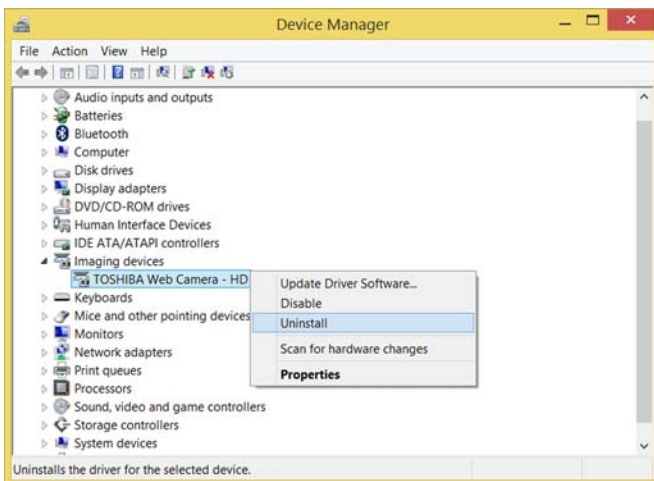 Device Manager
File Action View Help
Audio inputs and outputs
Batteries
Bluetooth
Computer
Disk drives
Display adapters
DVD/CD-ROM drives
Human Interface Devices
IDE ATA/ATAPI controllers
Imaging devices
TOSHIBA Web Camera - HD
Update Driver Software...
Disable
Uninstall
Scan for hardware changes
Properties
Keyboards
Mice and other pointing devices
Monitors
Network adapters
Print queues
Processors
Sound, video and game controllers
Storage controllers
System devices
Uninstalls the driver for the selected device.